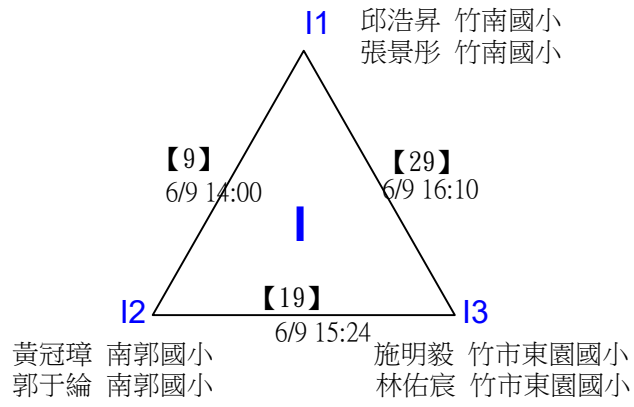 I1 邱浩昇 竹南國小
張景彤 竹南國小
【9】 【29】
6/9 14:00 6/9 16:10
I
I2 【19】 I3
6/9 15:24
黃冠璋 南郭國小 施明毅 竹市東園國小
郭于綸 南郭國小 林佑宸 竹市東園國小